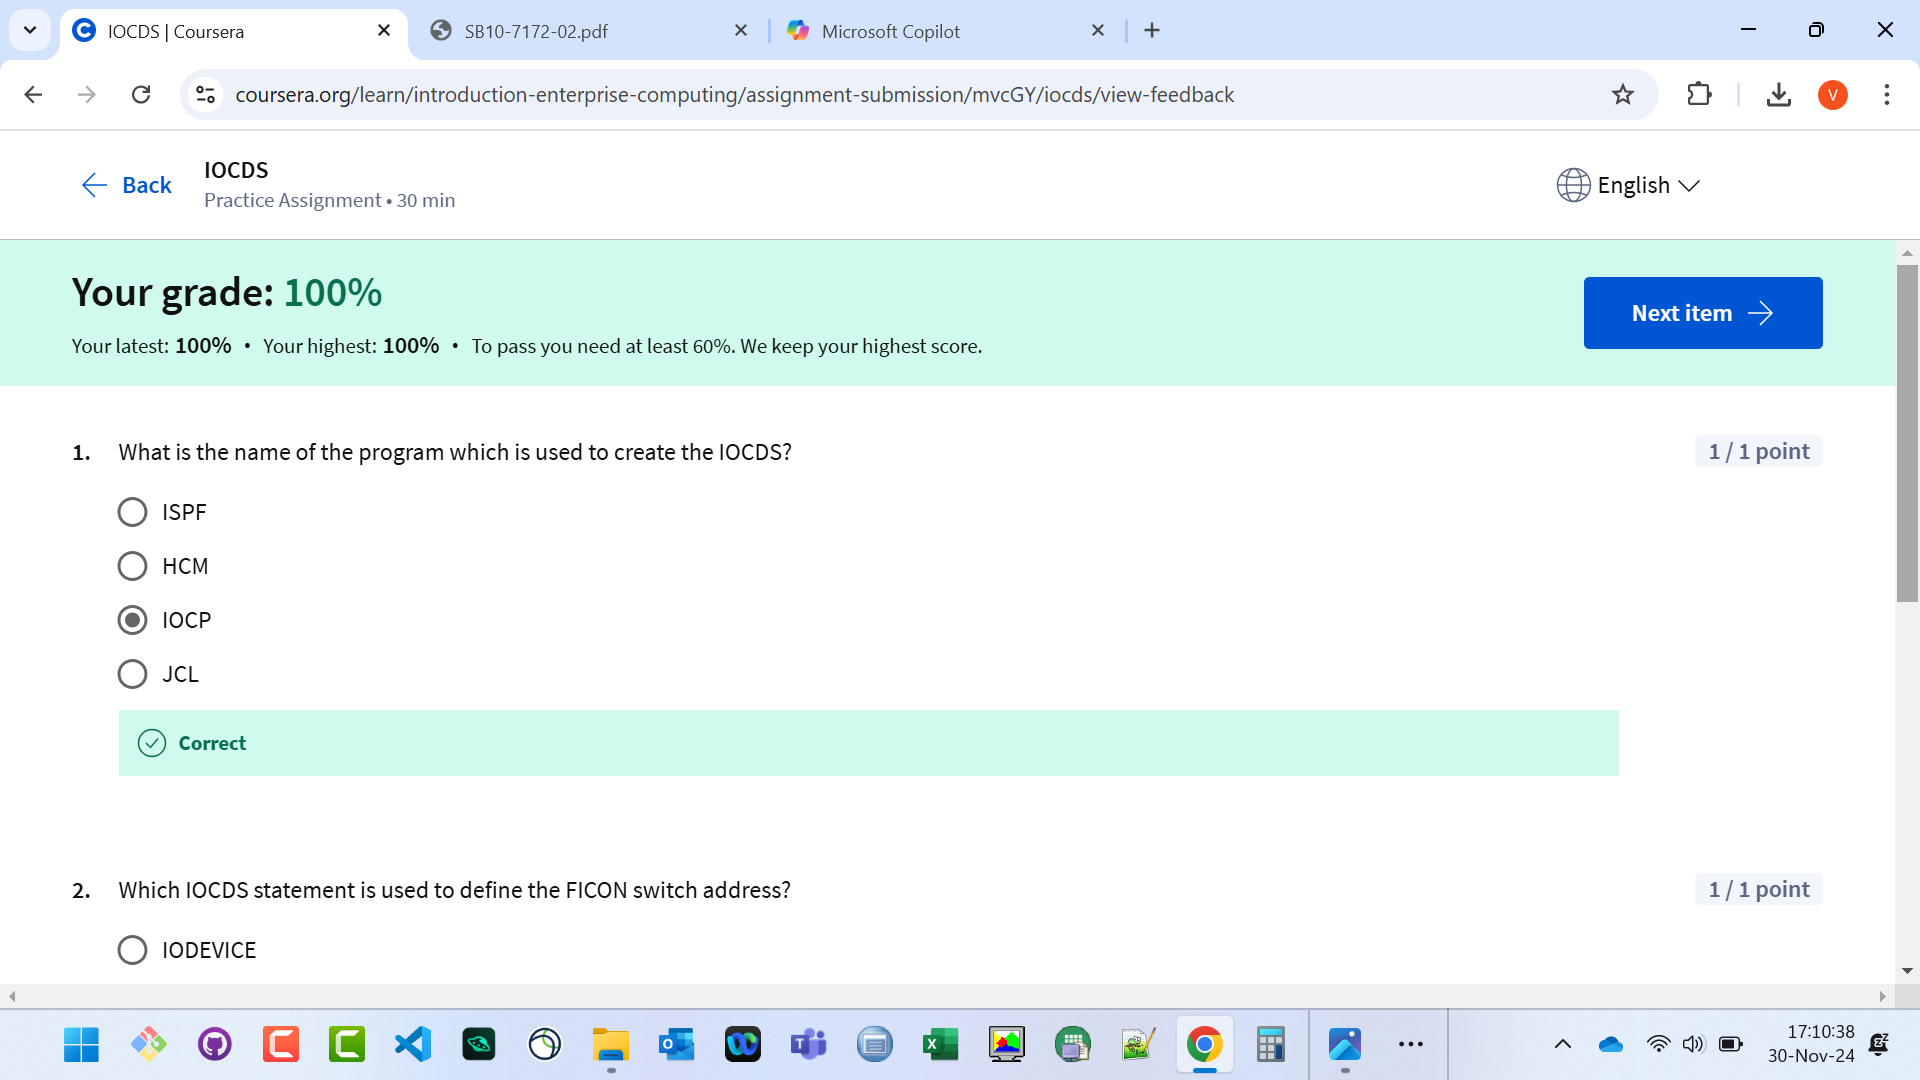 IOCDS | Coursera
SB10-7172-02.pdf
Microsoft Copilot
coursera.org/learn/introduction-enterprise-computing/assignment-submission/mvcGY/iocds/view-feedback
V
Back
IOCDS
Practice Assignment • 30 min
English
Your grade: 100%
Your latest: 100% • Your highest: 100% • To pass you need at least 60%. We keep your highest score.
Next item
1. What is the name of the program which is used to create the IOCDS?
1 / 1 point
ISPF
HCM
IOCP
JCL
Correct
2. Which IOCDS statement is used to define the FICON switch address?
1 / 1 point
IODEVICE
17:10:38
30-Nov-24